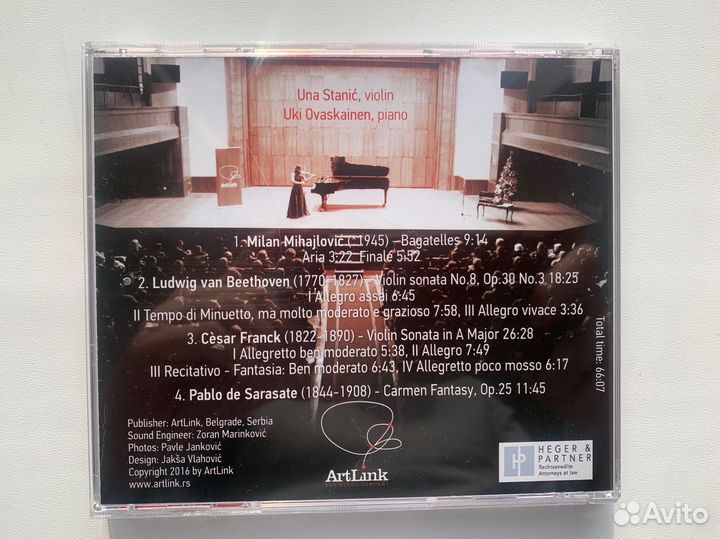 Una Stanić, violin
Uki Ovaskainen, piano
ArtLink
1. Milan Mihajlović ( 1945) - Bagatelles 9:14
Aria 3:22 Finale 5:52
2. Ludwig van Beethoven (1770-1827) - Violin sonata No.8, Op.30 No.3 18:25
I Allegro assai 6:45
II Tempo di Minuetto, ma molto moderato e grazioso 7:58, III Allegro vivace 3:36
3. Cèsar Franck (1822-1890) - Violin Sonata in A Major 26:28
I Allegretto ben moderato 5:38, II Allegro 7:49
III Recitativo - Fantasia: Ben moderato 6:43, IV Allegretto poco mosso 6:17
4. Pablo de Sarasate (1844-1908) - Carmen Fantasy, Op.25 11:45
Total time: 66:07
Publisher: ArtLink, Belgrade, Serbia
Sound Engineer: Zoran Marinković
Photos: Pavle Janković
Design: Jakša Vlahović
Copyright 2016 by ArtLink
www.artlink.rs
ArtLink
HEGER &
PARTNER
Rechtsanwälte
Attorneys at law
Avito